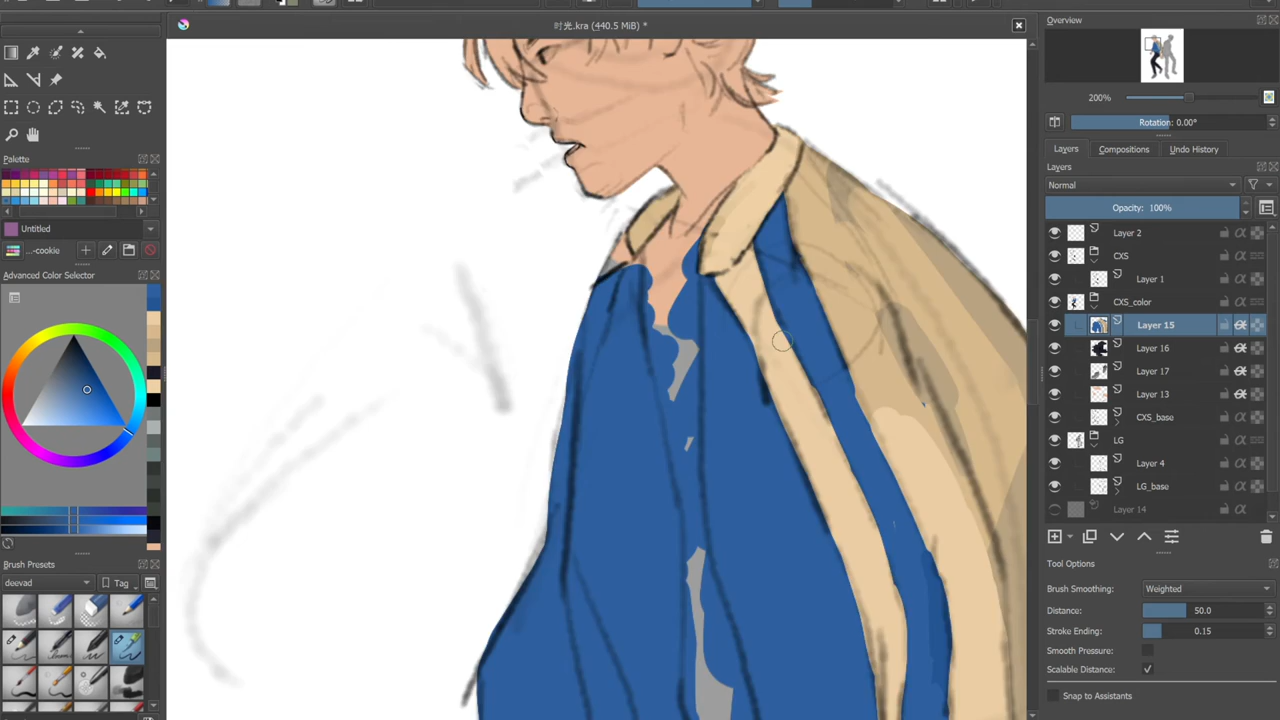 时光.kra (440.5 MiB) *
Overview
200%
Rotation: 0.00°
Layers
Compositions
Undo History
Layers
Normal
Opacity: 100%
Layer 2
CXS
Layer 1
CXS_color
Layer 15
Layer 16
Layer 17
Layer 13
CXS_base
LG
Layer 4
LG_base
Layer 14
Tool Options
Brush Smoothing: Weighted
Distance: 50.0
Stroke Ending: 0.15
Smooth Pressure:
Scalable Distance: ✓
Snap to Assistants
Palette
Untitled
...-cookie
Advanced Color Selector
Brush Presets
deevad
Tag